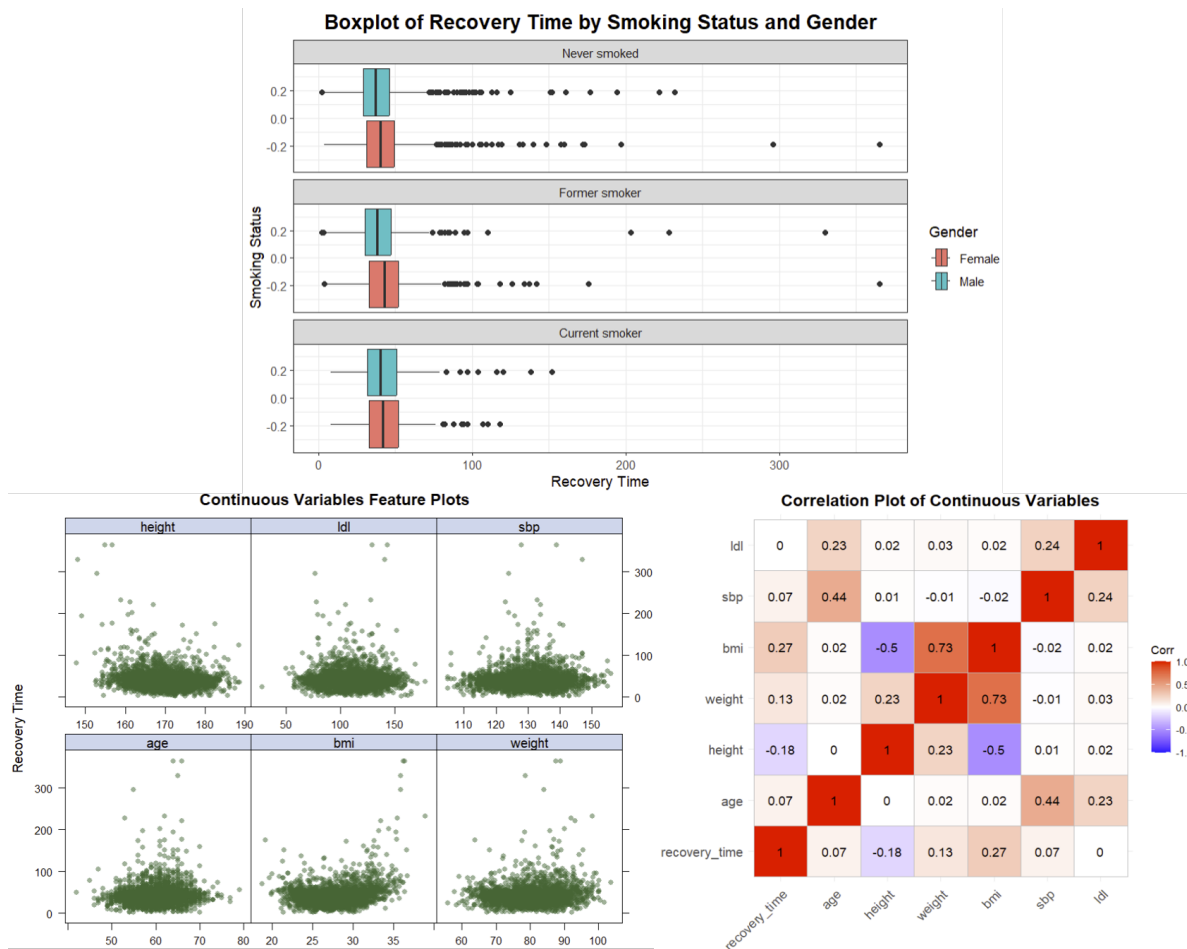 Boxplot of Recovery Time by Smoking Status and Gender
Never smoked
0.2
0.0
-0.2
Former smoker
0.2
0.0
-0.2
Current smoker
0.2
0.0
-0.2
Smoking Status
0 100 200 300
Recovery Time
Gender
Female
Male
Continuous Variables Feature Plots
height ldl sbp
300
200
100
0
150 160 170 180 190 50 100 150 110 120 130 140 150
age bmi weight
300
200
100
0
50 60 70 80 20 25 30 35 60 70 80 90 100
Recovery Time
Correlation Plot of Continuous Variables
ldl 0 0.23 0.02 0.03 0.02 0.24 1
sbp 0.07 0.44 0.01 -0.01 -0.02 1 0.24
bmi 0.27 0.02 -0.5 0.73 1 -0.02 0.02
weight 0.13 0.02 0.23 1 0.73 -0.01 0.03
height -0.18 0 1 0.23 -0.5 0.01 0.02
age 0.07 1 0 0.02 0.02 0.44 0.23
recovery_time 1 0.07 -0.18 0.13 0.27 0.07 0
recovery_time age height weight bmi sbp ldl
Corr